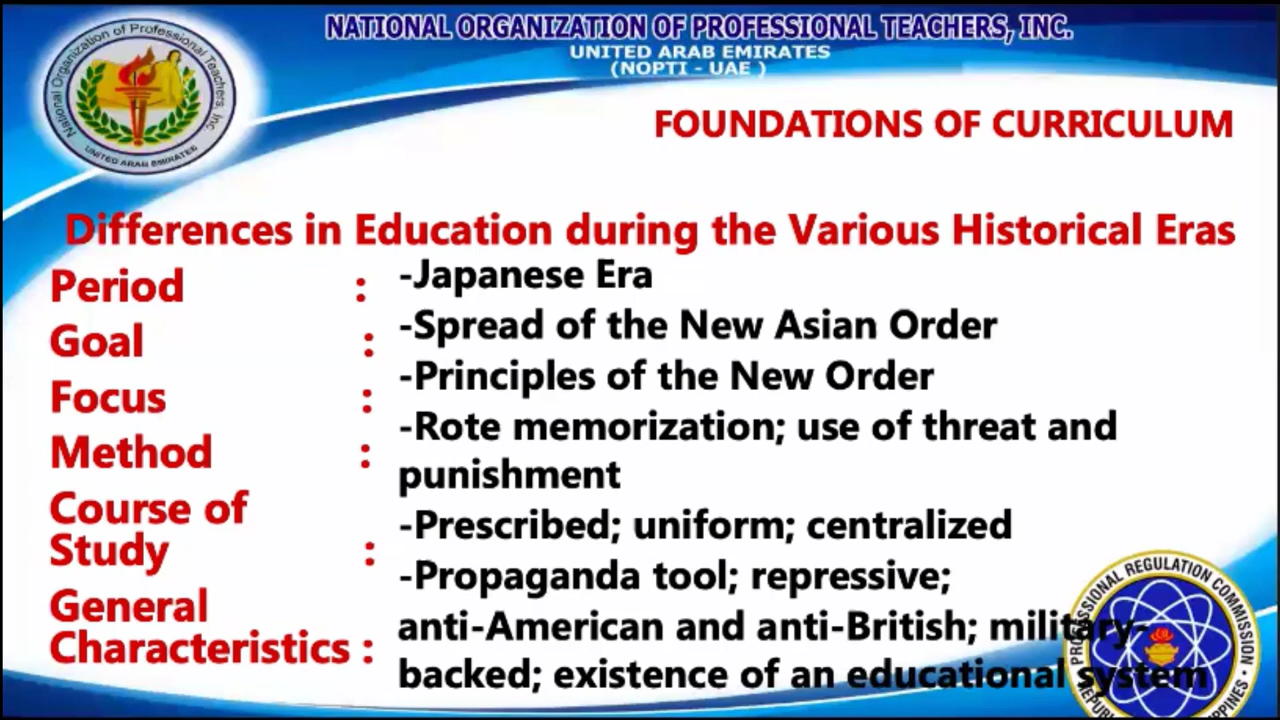 NATIONAL ORGANIZATION OF PROFESSIONAL TEACHERS, INC.
UNITED ARAB EMIRATES
(NOPTI - UAE )
National Organization of Professional Teachers, Inc
UNITED ARAB EMIRATES
FOUNDATIONS OF CURRICULUM
Differences in Education during the Various Historical Eras
Period : -Japanese Era
Goal : -Spread of the New Asian Order
Focus : -Principles of the New Order
Method : -Rote memorization; use of threat and
punishment
Course of
Study : -Prescribed; uniform; centralized
General
Characteristics : -Propaganda tool; repressive;
anti-American and anti-British; military-
backed; existence of an educational system
PROFESSIONAL REGULATION COMMISSION